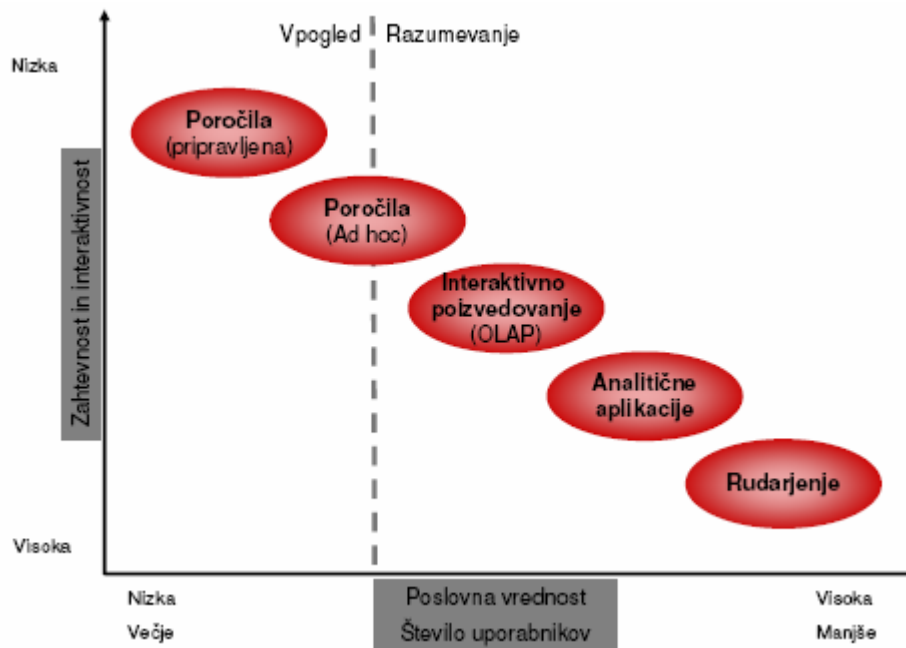 Vpogled
Razumevanje
Nizka
Poročila
(pripravljena)
Poročila
(Ad hoc)
Interaktivno
poizvedovanje
(OLAP)
Analitične
aplikacije
Rudarjenje
Zahtevnost in interaktivnost
Visoka
Nizka
Poslovna vrednost
Visoka
Večje
Število uporabnikov
Manjše